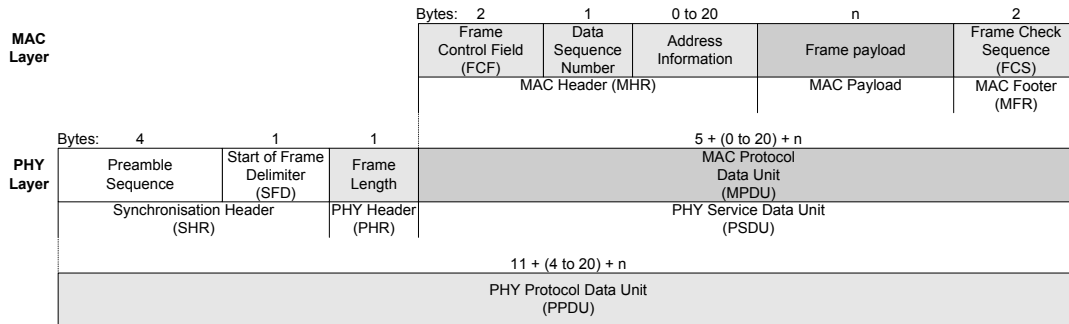 Bytes: 2 1 0 to 20 n 2
MAC
Layer
Frame
Control Field
(FCF)
Data
Sequence
Number
Address
Information
Frame payload
Frame Check
Sequence
(FCS)
MAC Header (MHR)
MAC Payload
MAC Footer
(MFR)
Bytes: 4 1 1 5 + (0 to 20) + n
PHY
Layer
Preamble
Sequence
Start of Frame
Delimiter
(SFD)
Frame
Length
MAC Protocol
Data Unit
(MPDU)
Synchronisation Header
(SHR)
PHY Header
(PHR)
PHY Service Data Unit
(PSDU)
11 + (4 to 20) + n
PHY Protocol Data Unit
(PPDU)